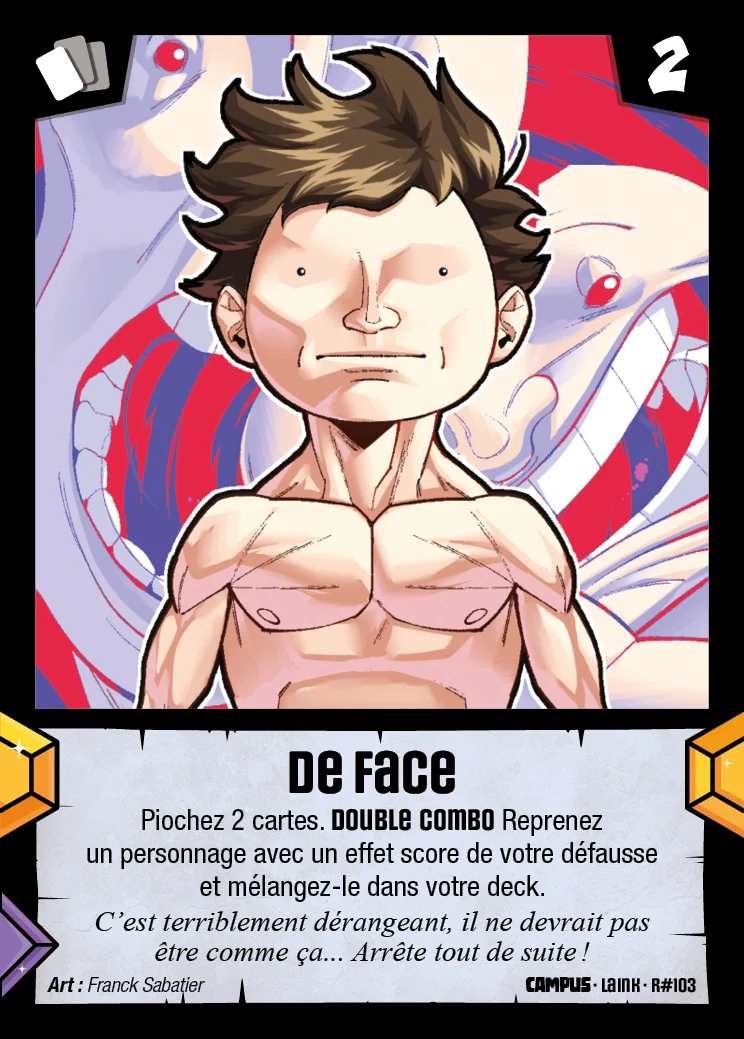 2
De Face
Piochez 2 cartes. DOUBLE COMBO Reprenez
un personnage avec un effet score de votre défausse
et mélangez-le dans votre deck.
C’est terriblement dérangeant, il ne devrait pas
être comme ça... Arrête tout de suite !
Art : Franck Sabatier
CAMPUS · LAINK · R#103